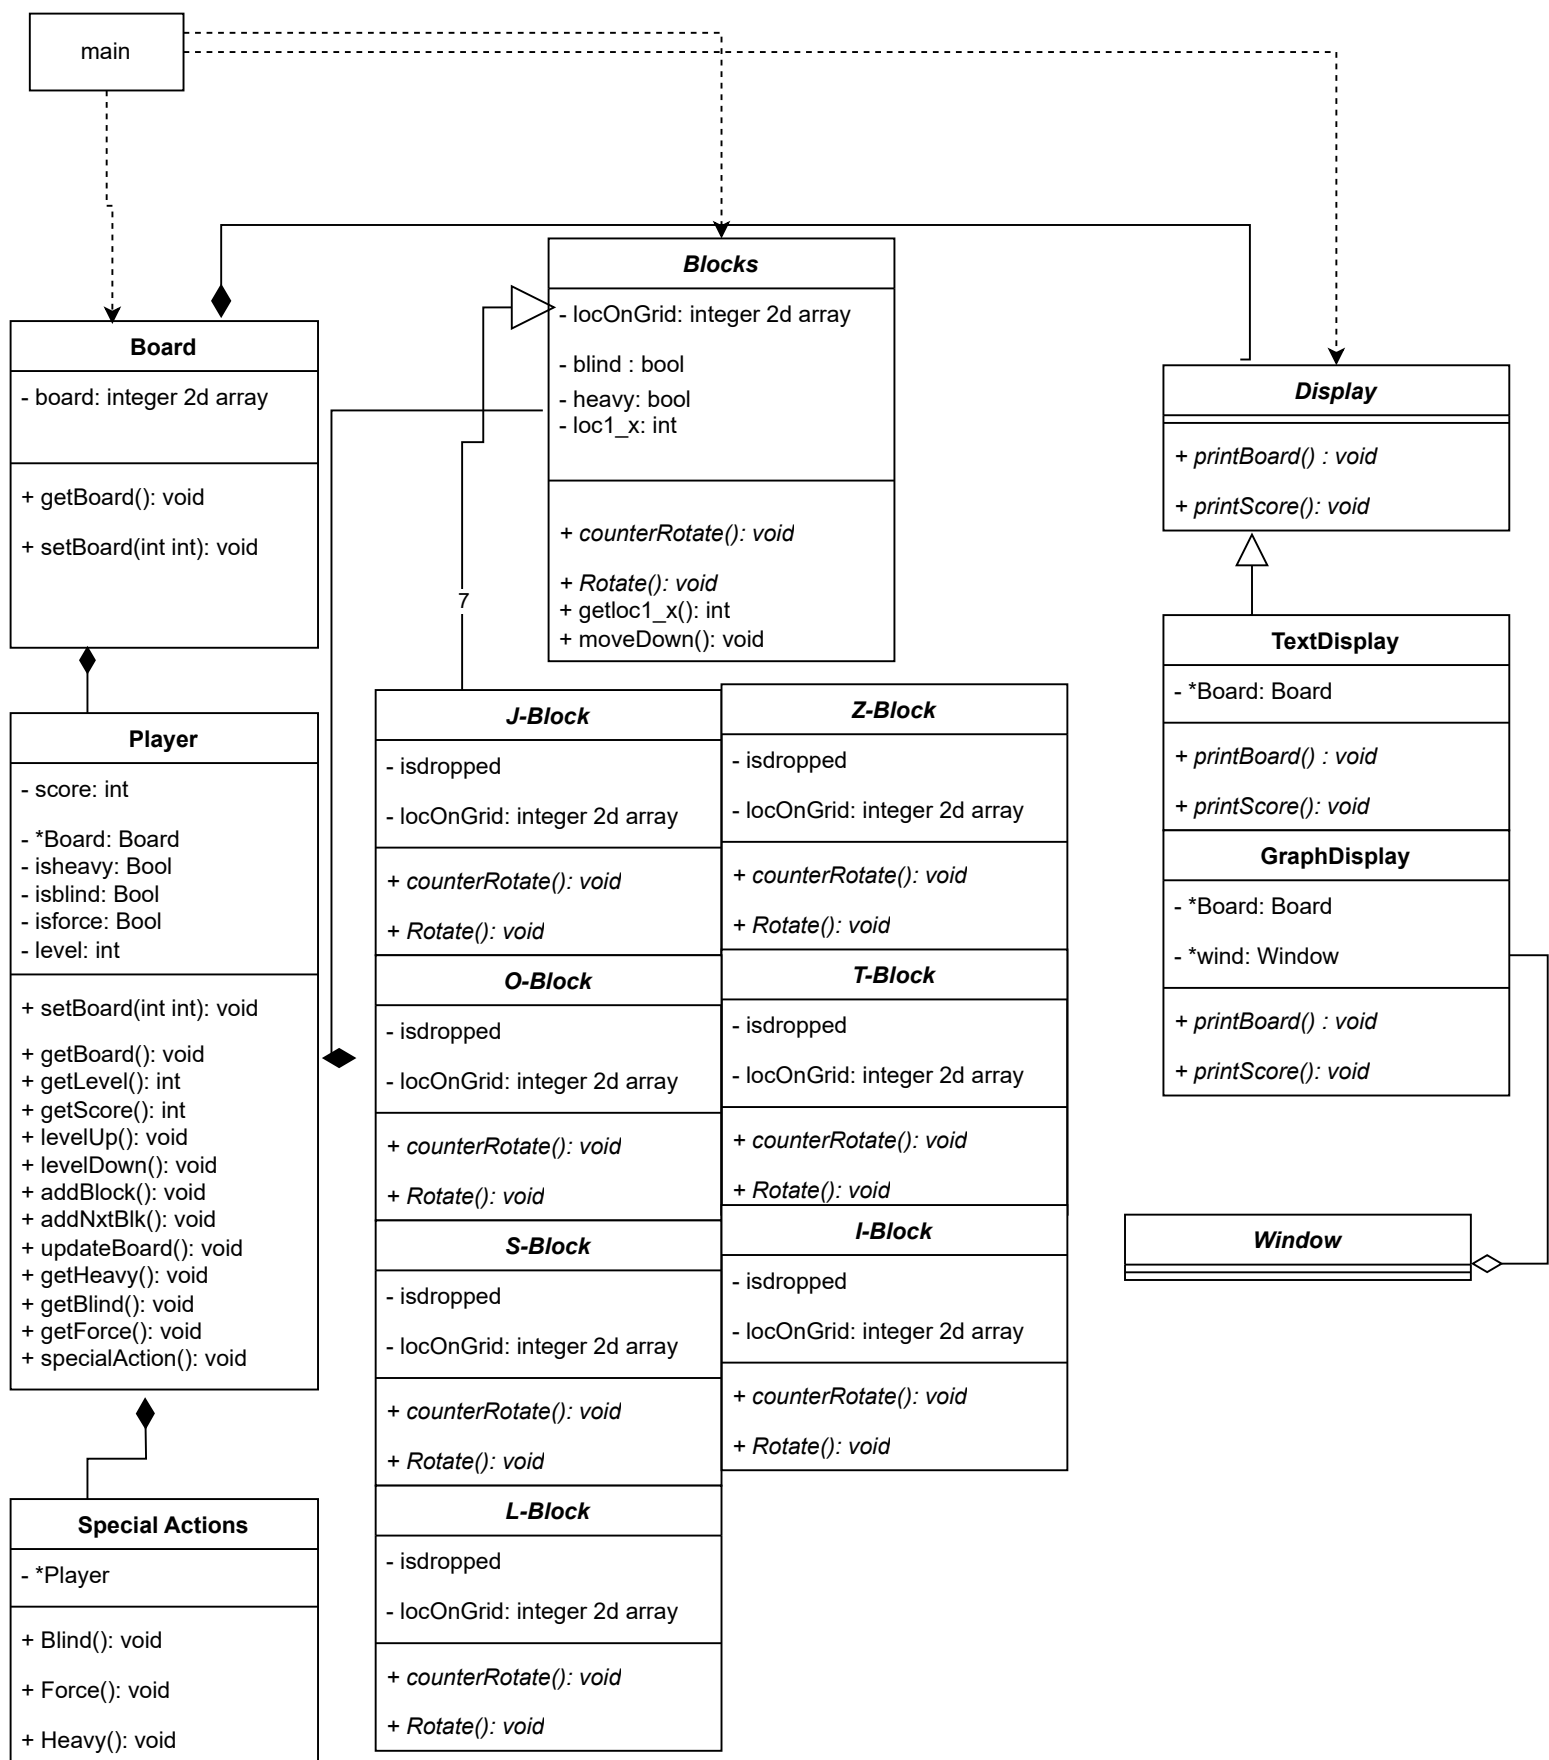 main
Board
- board: integer 2d array
+ getBoard(): void
+ setBoard(int int): void
Player
- score: int
- *Board: Board
- isheavy: Bool
- isblind: Bool
- isforce: Bool
- level: int
+ setBoard(int int): void
+ getBoard(): void
+ getLevel(): int
+ getScore(): int
+ levelUp(): void
+ levelDown(): void
+ addBlock(): void
+ addNxtBlk(): void
+ updateBoard(): void
+ getHeavy(): void
+ getBlind(): void
+ getForce(): void
+ specialAction(): void
Special Actions
- *Player
+ Blind(): void
+ Force(): void
+ Heavy(): void
Blocks
- locOnGrid: integer 2d array
- blind : bool
- heavy: bool
- loc1_x: int
+ counterRotate(): void
+ Rotate(): void
+ getloc1_x(): int
+ moveDown(): void
7
J-Block
- isdropped
- locOnGrid: integer 2d array
+ counterRotate(): void
+ Rotate(): void
O-Block
- isdropped
- locOnGrid: integer 2d array
+ counterRotate(): void
+ Rotate(): void
S-Block
- isdropped
- locOnGrid: integer 2d array
+ counterRotate(): void
+ Rotate(): void
L-Block
- isdropped
- locOnGrid: integer 2d array
+ counterRotate(): void
+ Rotate(): void
Z-Block
- isdropped
- locOnGrid: integer 2d array
+ counterRotate(): void
+ Rotate(): void
T-Block
- isdropped
- locOnGrid: integer 2d array
+ counterRotate(): void
+ Rotate(): void
I-Block
- isdropped
- locOnGrid: integer 2d array
+ counterRotate(): void
+ Rotate(): void
Display
+ printBoard() : void
+ printScore(): void
TextDisplay
- *Board: Board
+ printBoard() : void
+ printScore(): void
GraphDisplay
- *Board: Board
- *wind: Window
+ printBoard() : void
+ printScore(): void
Window